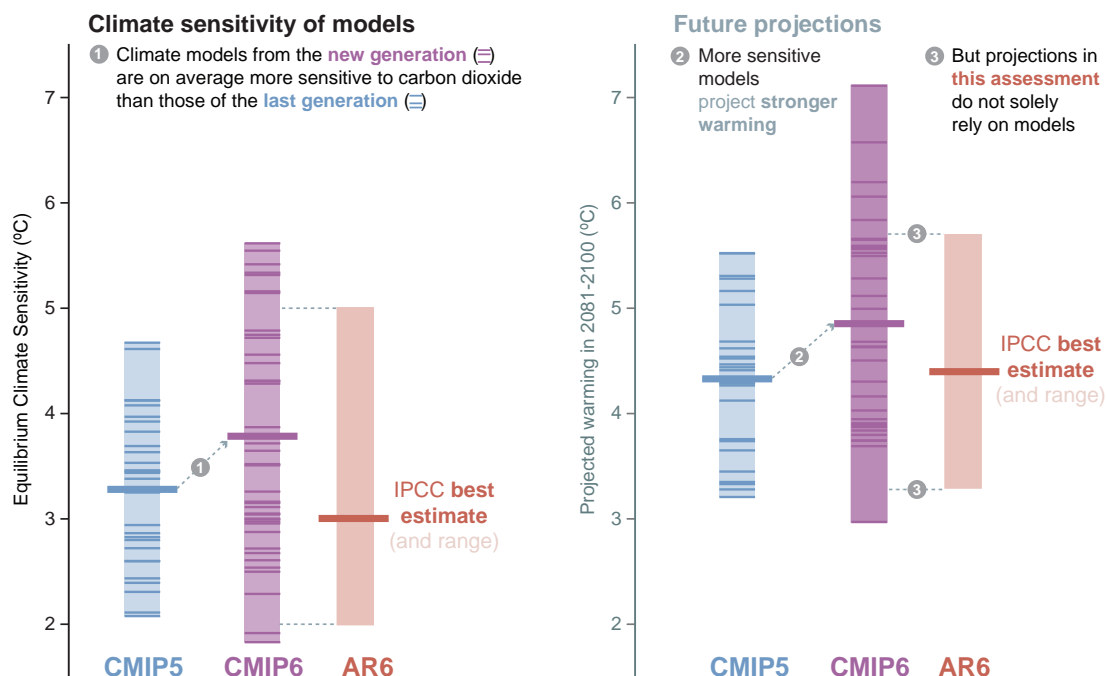 Climate sensitivity of models
1 Climate models from the new generation (
)
are on average more sensitive to carbon dioxide
than those of the last generation (
)
Equilibrium Climate Sensitivity (ºC)
7
6
5
4
3
2
1
IPCC best
estimate
(and range)
CMIP5
CMIP6
AR6
Future projections
2 More sensitive
models
project stronger
warming
3 But projections in
this assessment
do not solely
rely on models
Projected warming in 2081-2100 (ºC)
7
6
5
4
3
2
3
2
3
IPCC best
estimate
(and range)
CMIP5
CMIP6
AR6